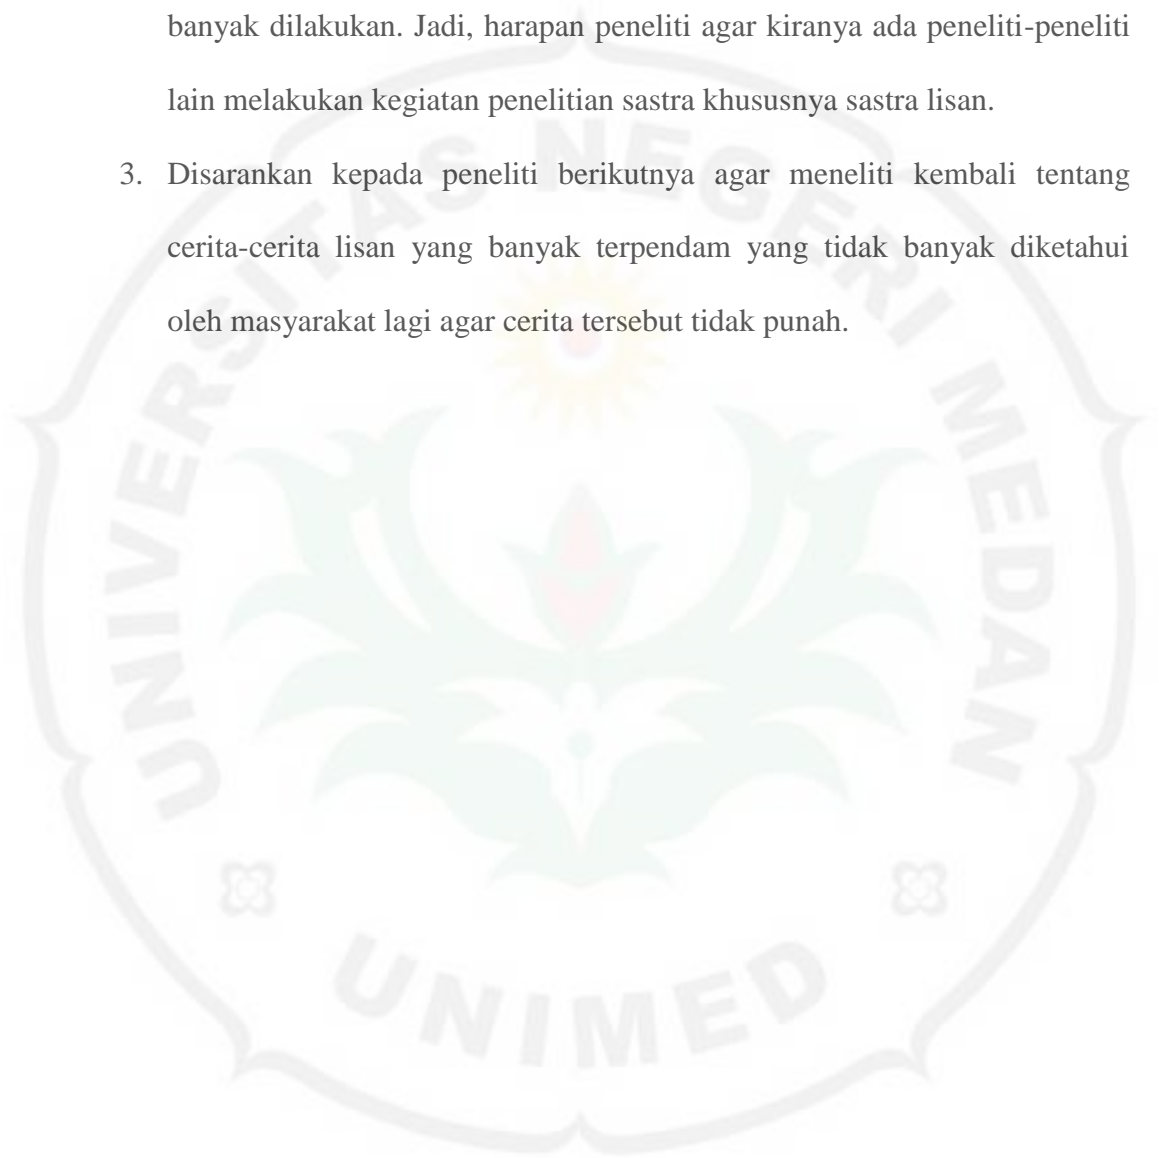 banyak dilakukan. Jadi, harapan peneliti agar kiranya ada peneliti-peneliti
lain melakukan kegiatan penelitian sastra khususnya sastra lisan.
3. Disarankan kepada peneliti berikutnya agar meneliti kembali tentang
cerita-cerita lisan yang banyak terpendam yang tidak banyak diketahui
oleh masyarakat lagi agar cerita tersebut tidak punah.
UNIVERSITAS NEGERI MEDAN
UNIMED